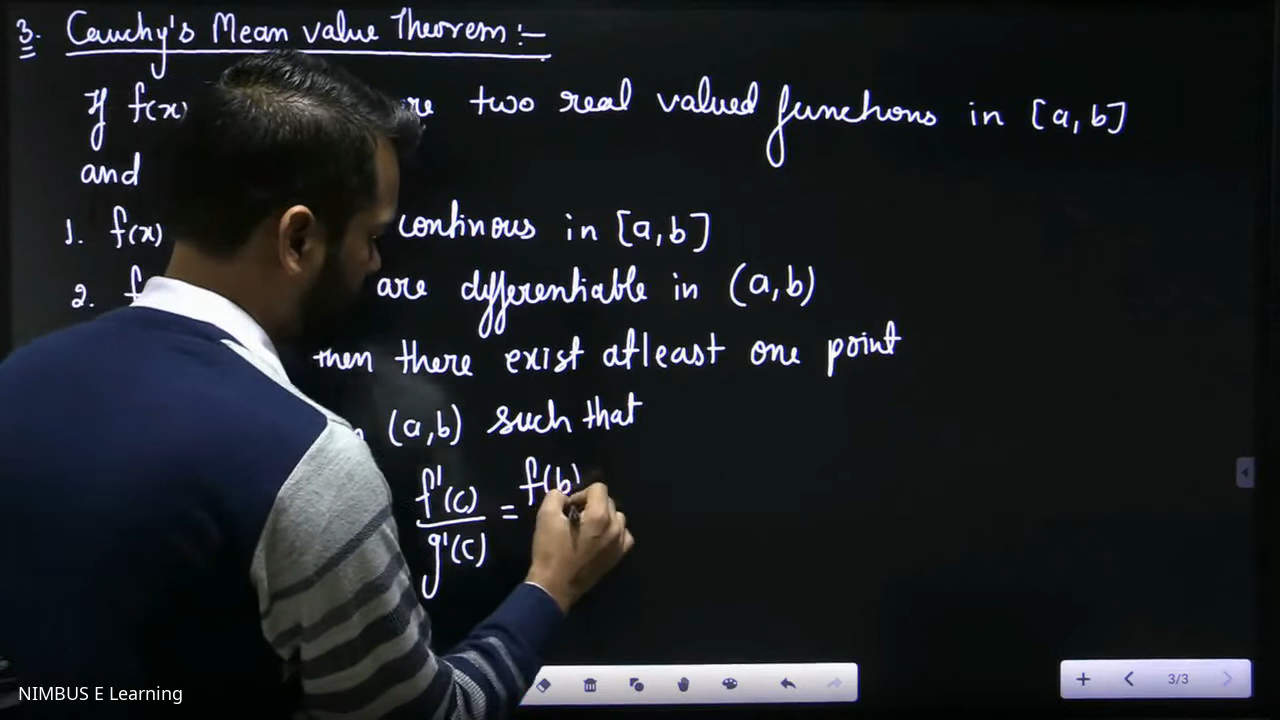 3. Cauchy's Mean value Theorem :-
If f(x) two real valued functions in [a, b]
and
1. f(x) continous in [a, b]
2. are differentiable in (a, b)
then there exist atleast one point
(a, b) such that
f'(c) / g'(c) = f(b)
3/3
NIMBUS E Learning